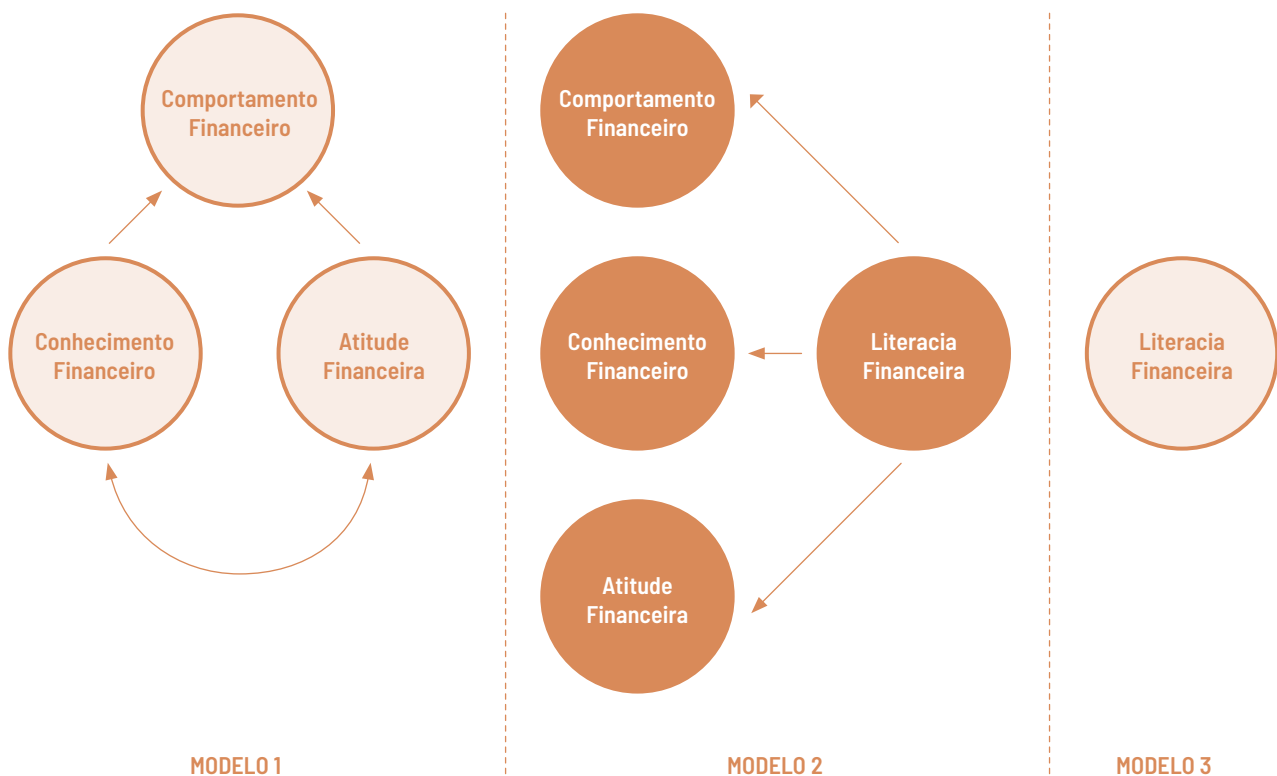 Comportamento
Financeiro
Conhecimento
Financeiro
Atitude
Financeira
MODELO 1
Comportamento
Financeiro
Conhecimento
Financeiro
Literacia
Financeira
Atitude
Financeira
MODELO 2
Literacia
Financeira
MODELO 3